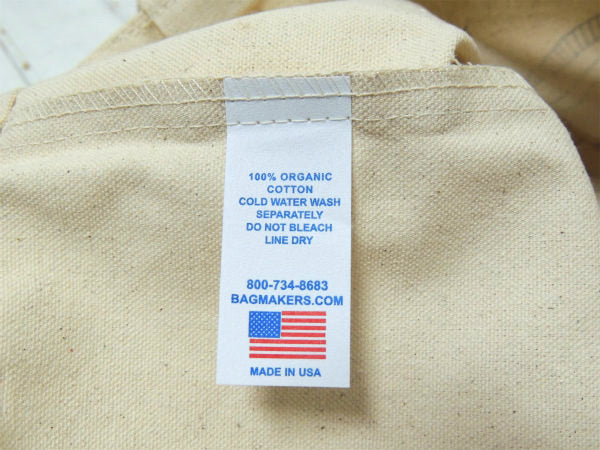 100% ORGANIC
COTTON
COLD WATER WASH
SEPARATELY
DO NOT BLEACH
LINE DRY
800-734-8683
BAGMAKERS.COM
MADE IN USA